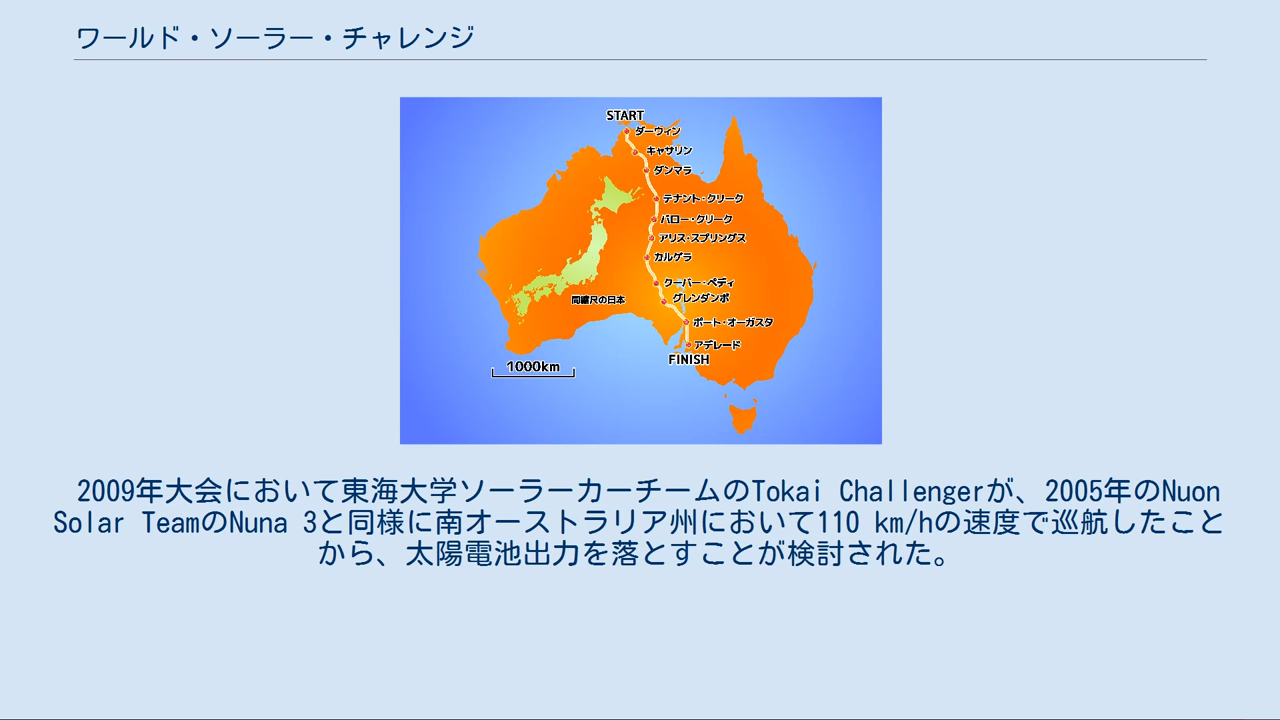 ワールド・ソーラー・チャレンジ
START
ダーウィン
キャサリン
ダンマラ
テナント・クリーク
バロー・クリーク
アリス・スプリングス
カルゲラ
クーバー・ペディ
グレンダンボ
同縮尺の日本
ポート・オーガスタ
アデレード
FINISH
1000km
2009年大会において東海大学ソーラーカーチームのTokai Challengerが、2005年のNuon
Solar TeamのNuna 3と同様に南オーストラリア州において110 km/hの速度で巡航したこと
から、太陽電池出力を落とすことが検討された。